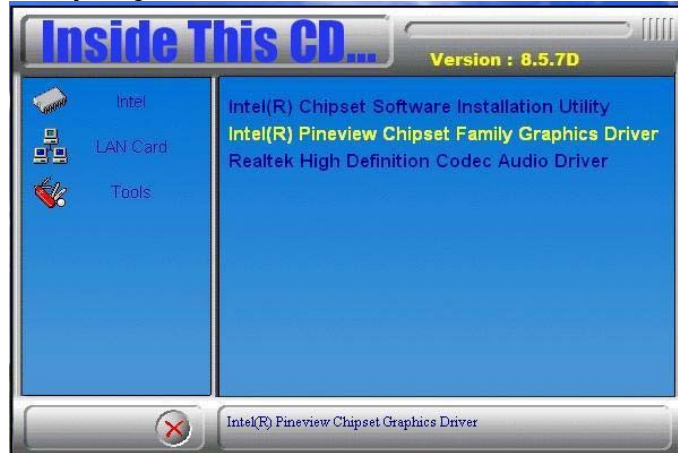 Inside This CD...
Version : 8.5.7D
Intel
LAN Card
Tools
Intel(R) Chipset Software Installation Utility
Intel(R) Pineview Chipset Family Graphics Driver
Realtek High Definition Codec Audio Driver
Intel(R) Pineview Chipset Graphics Driver